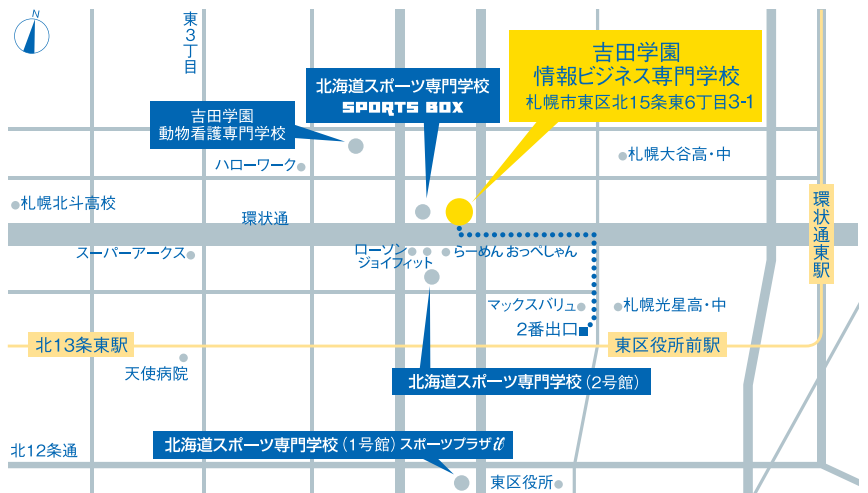 N
東3丁目
吉田学園
情報ビジネス専門学校
札幌市東区北15条東6丁目3-1
北海道スポーツ専門学校
SPORTS BOX
吉田学園
動物看護専門学校
ハローワーク
札幌大谷高・中
札幌北斗高校
環状通
環状通東駅
スーパーアークス
ローソン
ジョイフィット
らーめん おっぺしゃん
マックスバリュ
札幌光星高・中
2番出口
北13条東駅
東区役所前駅
天使病院
北海道スポーツ専門学校(2号館)
北12条通
北海道スポーツ専門学校(1号館)スポーツプラザil
東区役所